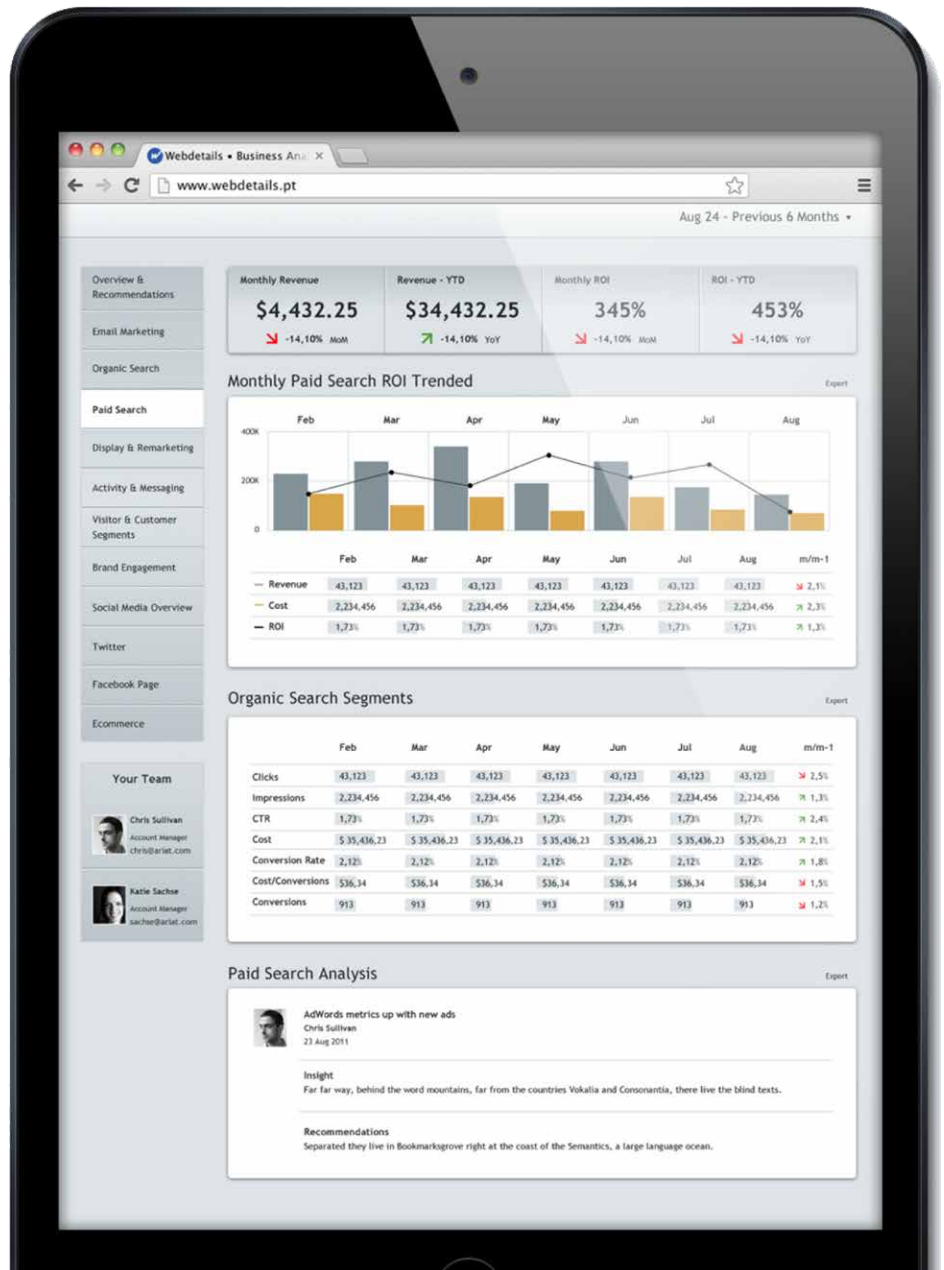 Webdetails • Business Ana
www.webdetails.pt
Aug 24 - Previous 6 Months
Overview &
Recommendations
Email Marketing
Organic Search
Paid Search
Display & Remarketing
Activity & Messaging
Visitor & Customer
Segments
Brand Engagement
Social Media Overview
Twitter
Facebook Page
Ecommerce
Your Team
Chris Sullivan
Account Manager
chris@ariat.com
Katie Sachse
Account Manager
sachse@ariat.com
Monthly Revenue Revenue - YTD Monthly ROI ROI - YTD
$4,432.25 $34,432.25 345% 453%
-14,10% MoM -14,10% YoY -14,10% MoM -14,10% YoY
Monthly Paid Search ROI Trended Export
Feb Mar Apr May Jun Jul Aug
400K
200K
0
Feb Mar Apr May Jun Jul Aug m/m-1
Revenue 43,123 43,123 43,123 43,123 43,123 43,123 43,123 2,1%
Cost 2,234,456 2,234,456 2,234,456 2,234,456 2,234,456 2,234,456 2,234,456 2,3%
ROI 1,73% 1,73% 1,73% 1,73% 1,73% 1,73% 1,73% 1,3%
Organic Search Segments Export
Feb Mar Apr May Jun Jul Aug m/m-1
Clicks 43,123 43,123 43,123 43,123 43,123 43,123 43,123 2,5%
Impressions 2,234,456 2,234,456 2,234,456 2,234,456 2,234,456 2,234,456 2,234,456 1,3%
CTR 1,73% 1,73% 1,73% 1,73% 1,73% 1,73% 1,73% 2,4%
Cost $ 35,436,23 $ 35,436,23 $ 35,436,23 $ 35,436,23 $ 35,436,23 $ 35,436,23 $ 35,436,23 2,1%
Conversion Rate 2,12% 2,12% 2,12% 2,12% 2,12% 2,12% 2,12% 1,8%
Cost/Conversions $36,34 $36,34 $36,34 $36,34 $36,34 $36,34 $36,34 1,5%
Conversions 913 913 913 913 913 913 913 1,2%
Paid Search Analysis Export
AdWords metrics up with new ads
Chris Sullivan
23 Aug 2011
Insight
Far far way, behind the word mountains, far from the countries Vokalia and Consonantia, there live the blind texts.
Recommendations
Separated they live in Bookmarksgrove right at the coast of the Semantics, a large language ocean.